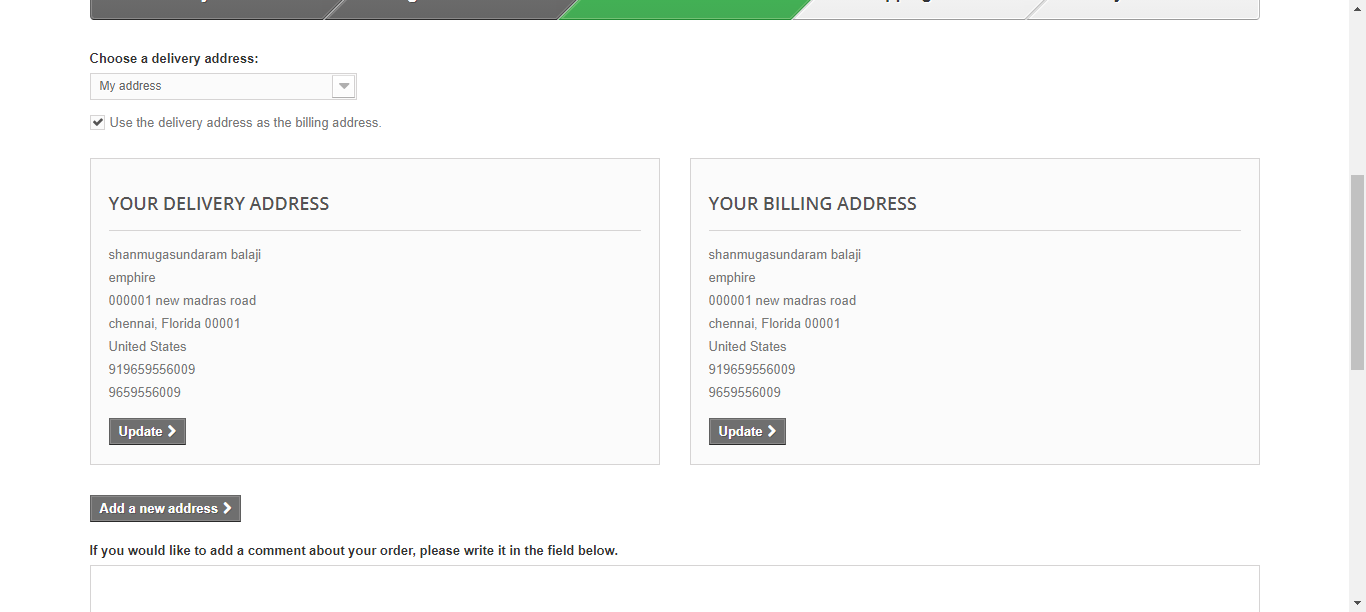 Choose a delivery address:
My address
Use the delivery address as the billing address.
YOUR DELIVERY ADDRESS
shanmugasundaram balaji
emphire
000001 new madras road
chennai, Florida 00001
United States
919659556009
9659556009
Update
YOUR BILLING ADDRESS
shanmugasundaram balaji
emphire
000001 new madras road
chennai, Florida 00001
United States
919659556009
9659556009
Update
Add a new address
If you would like to add a comment about your order, please write it in the field below.